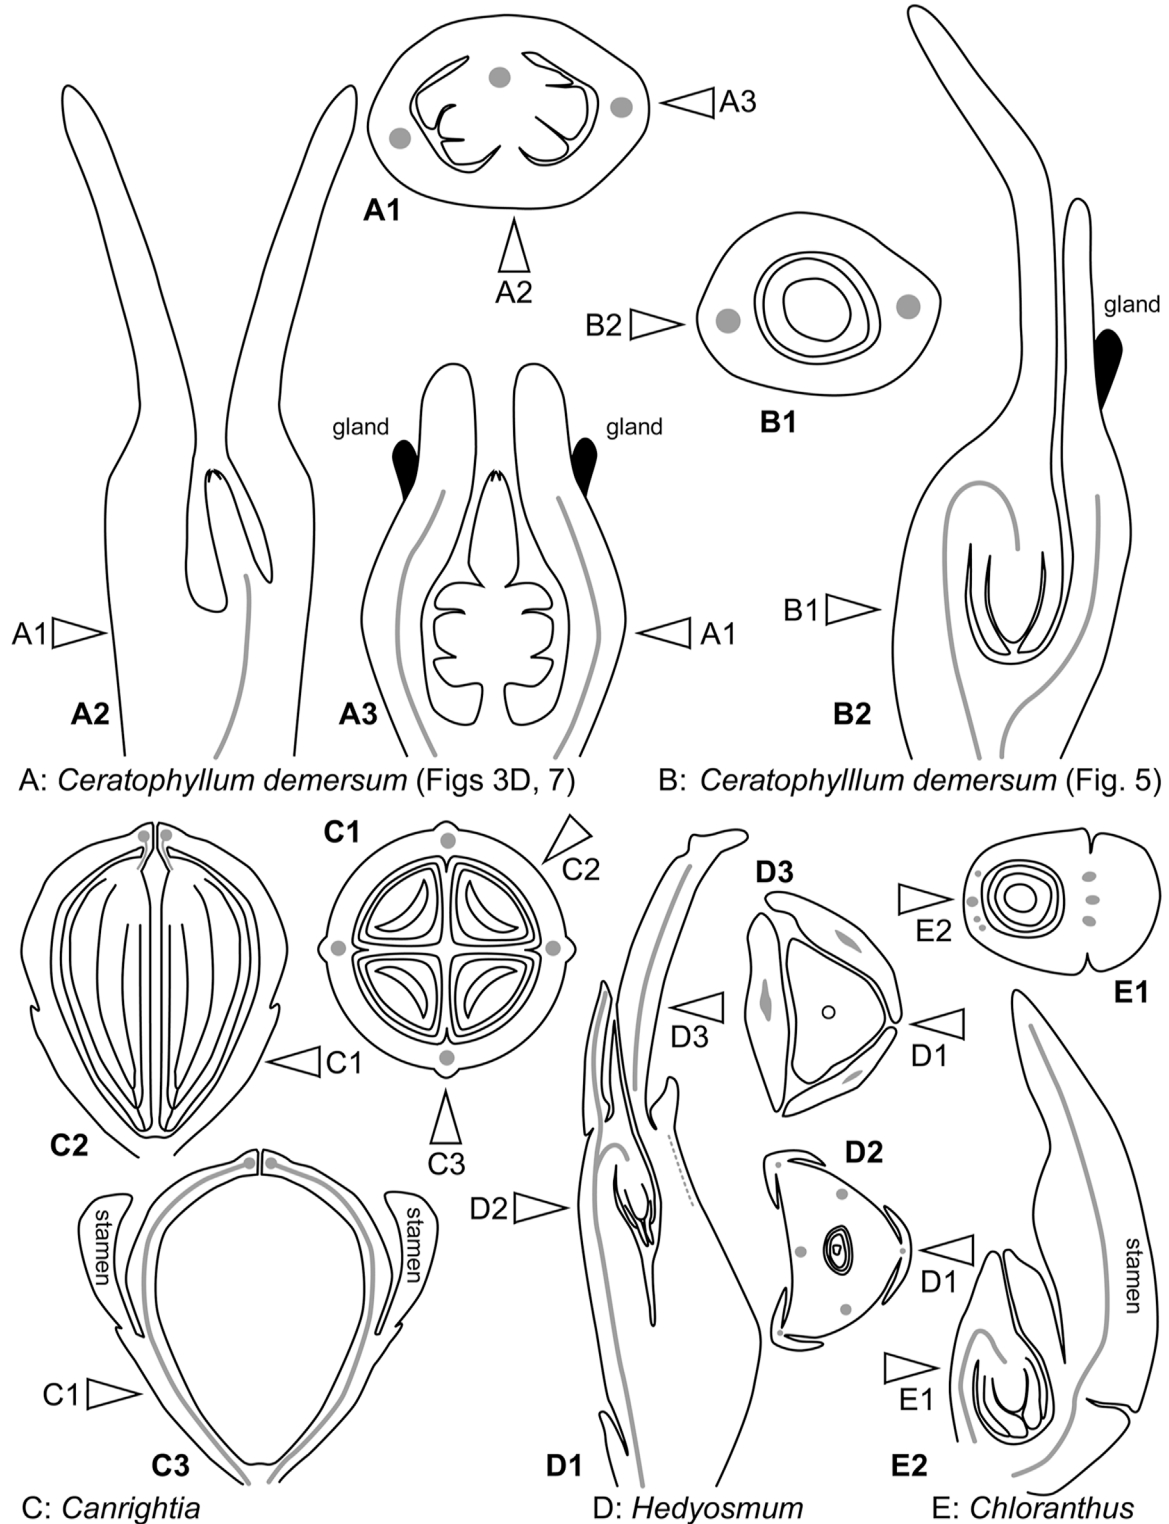 A3
A1
A2
gland
B2
B1
gland
gland
A1
A1
B1
A2
A3
B2
A: Ceratophyllum demersum (Figs 3D, 7)
B: Ceratophylllum demersum (Fig. 5)
C1
C2
D3
E2
E1
D3
D1
C1
C2
C3
D2
D2
stamen
stamen
D1
stamen
C1
E1
C3
D1
E2
C: Canrightia
D: Hedyosmum
E: Chloranthus